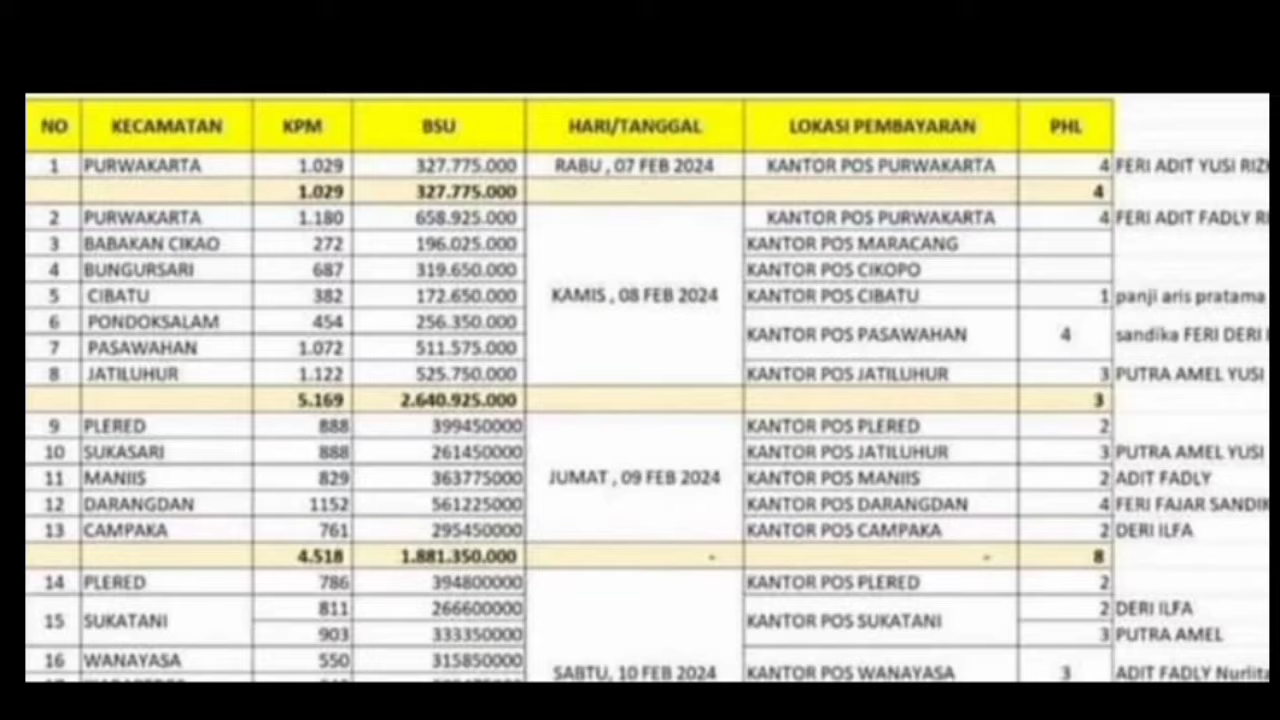 NO KECAMATAN KPM BSU HARI/TANGGAL LOKASI PEMBAYARAN PHL
1 PURWAKARTA 1.029 327.775.000 RABU , 07 FEB 2024 KANTOR POS PURWAKARTA 4 FERI ADIT YUSI
1.029 327.775.000 4
2 PURWAKARTA 1.180 658.925.000 KANTOR POS PURWAKARTA 4 FERI ADIT FADLY
3 BABAKAN CIKAO 272 196.025.000 KANTOR POS MARACANG
4 BUNGURSARI 687 319.650.000 KANTOR POS CIKOPO
5 CIBATU 382 172.650.000 KAMIS , 08 FEB 2024 KANTOR POS CIBATU 1 panji aris pratama
6 PONDOKSALAM 454 256.350.000 KANTOR POS PASAWAHAN 4 sandika FERI DERI
7 PASAWAHAN 1.072 511.575.000
8 JATILUHUR 1.122 525.750.000 KANTOR POS JATILUHUR 3 PUTRA AMEL YUSI
5.169 2.640.925.000 3
9 PLERED 888 399450000 KANTOR POS PLERED 2
10 SUKASARI 888 261450000 KANTOR POS JATILUHUR 3 PUTRA AMEL YUSI
11 MANIIS 829 363775000 JUMAT , 09 FEB 2024 KANTOR POS MANIIS 2 ADIT FADLY
12 DARANGDAN 1152 561225000 KANTOR POS DARANGDAN 4 FERI FAJAR SANDIK
13 CAMPAKA 761 295450000 KANTOR POS CAMPAKA 2 DERI ILFA
4.518 1.881.350.000 - - 8
14 PLERED 786 394800000 KANTOR POS PLERED 2
15 SUKATANI 811 266600000 KANTOR POS SUKATANI 2 DERI ILFA
903 333350000 3 PUTRA AMEL
16 WANAYASA 550 315850000 SABTU, 10 FEB 2024 KANTOR POS WANAYASA 3 ADIT FADLY Nurlita